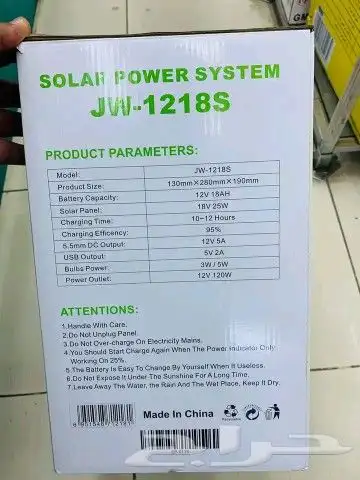 SOLAR POWER SYSTEM
JW-1218S
PRODUCT PARAMETERS:
Model: JW-1218S
Product Size: 130mm×280mm×190mm
Battery Capacity: 12V 18AH
Solar Panel: 18V 25W
Charging Time: 10-12 Hours
Charging Efficency: 95%
5.5mm DC Output: 12V 5A
USB Output: 5V 2A
Bulbs Power: 3W / 5W
Power Outlet: 12V 120W
ATTENTIONS:
1.Handle With Care.
2.Do Not Unplug Panel.
3.Do Not Over-charge On Electricity Mains.
4.You Should Start Charge Again When The Power Indicator Only
Working On 25%.
5.The Battery Is Easy To Change By Yourself When It Useless.
6.Do Not Expose It Under The Sunshine For A Long Time.
7.Leave Away The Water, the Rain And The Wet Place, Keep It Dry.
Made In China
حراج